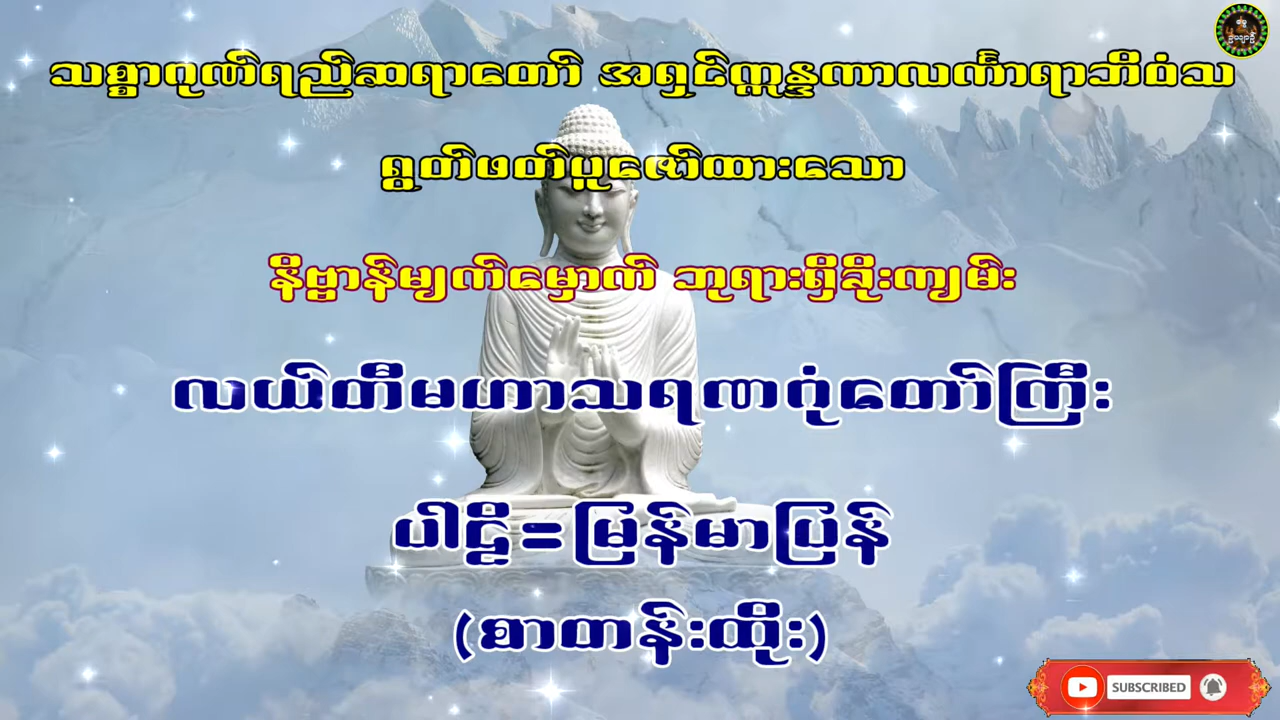 သစ္စာဂုဏ်ရည်ဆရာတော် အရှင်ဣန္ဒကာလင်္ကာရာဘိဝံသ
ရွတ်ဖတ်ပူဇော်ထားသော
နိဗ္ဗာန်မျက်မှောက် ဘုရားရှိခိုးကျမ်း
လယ်တီမဟာသရဏဂုံတော်ကြီး
ပါဠိ=မြန်မာပြန်
(စာတန်းထိုး)
SUBSCRIBED